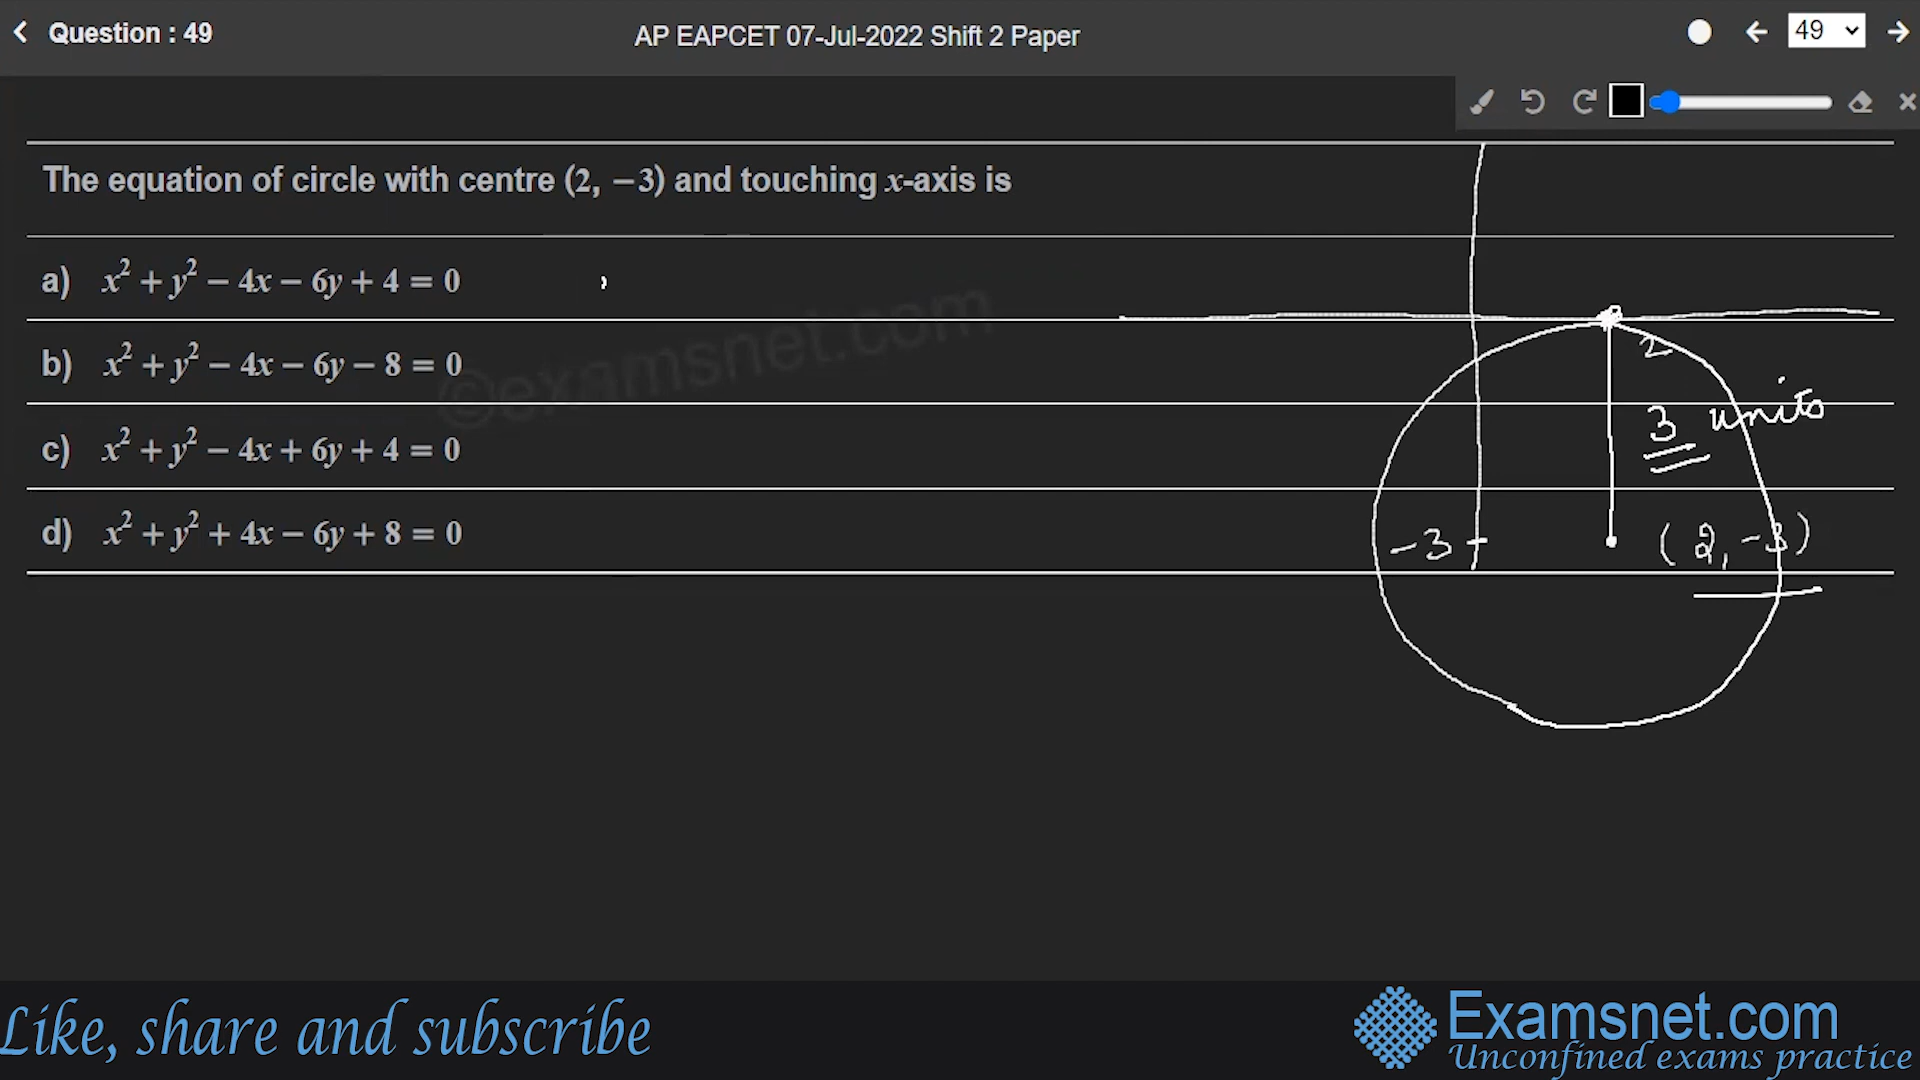 Question : 49
AP EAPCET 07-Jul-2022 Shift 2 Paper
49
The equation of circle with centre (2, −3) and touching x-axis is
a) x² + y² − 4x − 6y + 4 = 0
b) x² + y² − 4x − 6y − 8 = 0
c) x² + y² − 4x + 6y + 4 = 0
d) x² + y² + 4x − 6y + 8 = 0
©examsnet.com
2
3 units
-3
(2, -3)
Like, share and subscribe
Examsnet.com
Unconfined exams practice